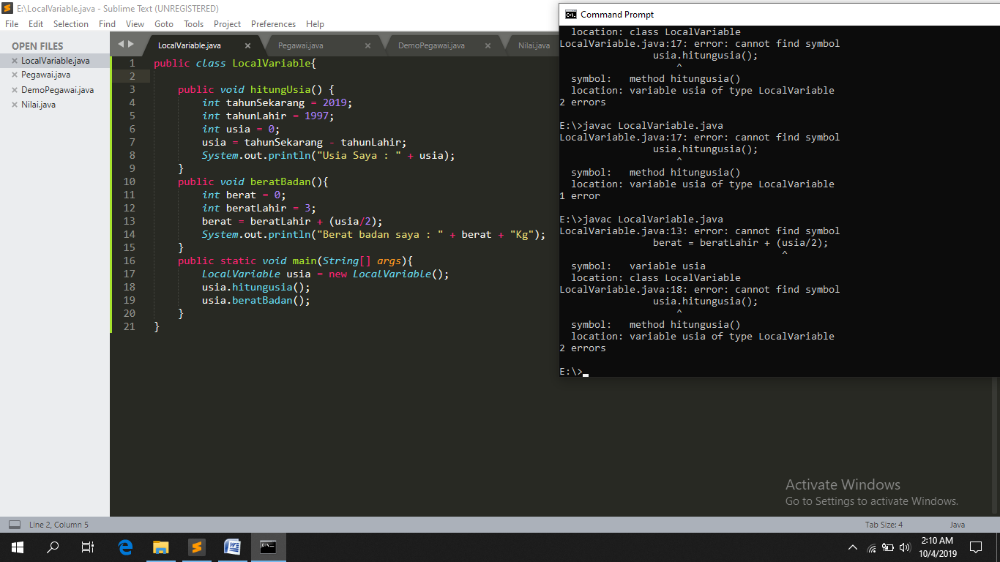 E:\LocalVariable.java - Sublime Text (UNREGISTERED)
File Edit Selection Find View Goto Tools Project Preferences Help
OPEN FILES
LocalVariable.java
Pegawai.java
DemoPegawai.java
Nilai.java
LocalVariable.java Pegawai.java DemoPegawai.java Nilai.java
1 public class LocalVariable{
2
3 public void hitungUsia() {
4 int tahunSekarang = 2019;
5 int tahunLahir = 1997;
6 int usia = 0;
7 usia = tahunSekarang - tahunLahir;
8 System.out.println("Usia Saya : " + usia);
9 }
10 public void beratBadan(){
11 int berat = 0;
12 int beratLahir = 3;
13 berat = beratLahir + (usia/2);
14 System.out.println("Berat badan saya : " + berat + "Kg");
15 }
16 public static void main(String[] args){
17 LocalVariable usia = new LocalVariable();
18 usia.hitungusia();
19 usia.beratBadan();
20 }
21 }
Command Prompt
location: class LocalVariable
LocalVariable.java:17: error: cannot find symbol
usia.hitungusia();
^
symbol: method hitungusia()
location: variable usia of type LocalVariable
2 errors
E:\>javac LocalVariable.java
LocalVariable.java:17: error: cannot find symbol
usia.hitungusia();
^
symbol: method hitungusia()
location: variable usia of type LocalVariable
1 error
E:\>javac LocalVariable.java
LocalVariable.java:13: error: cannot find symbol
berat = beratLahir + (usia/2);
^
symbol: variable usia
location: class LocalVariable
LocalVariable.java:18: error: cannot find symbol
usia.hitungusia();
^
symbol: method hitungusia()
location: variable usia of type LocalVariable
2 errors
E:\>
Activate Windows
Go to Settings to activate Windows.
Line 2, Column 5 Tab Size: 4 Java
2:10 AM
10/4/2019